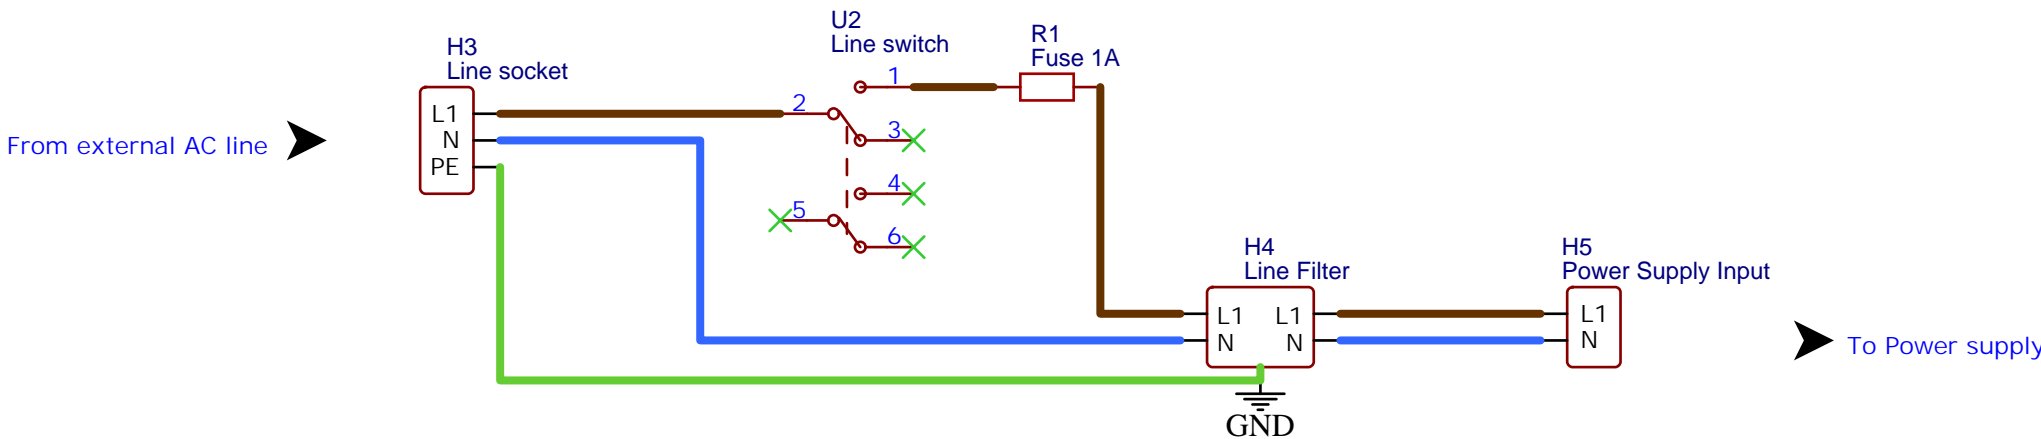 From external AC line
H3
Line socket
L1
N
PE
U2
Line switch
1
2
3
4
5
6
R1
Fuse 1A
H4
Line Filter
L1 L1
N N
GND
H5
Power Supply Input
L1
N
To Power supply